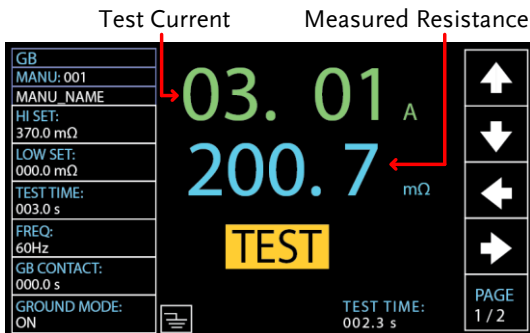 Test Current
Measured Resistance
GB
MANU: 001
MANU_NAME
HI SET:
370.0 mΩ
LOW SET:
000.0 mΩ
TEST TIME:
003.0 s
FREQ:
60Hz
GB CONTACT:
000.0 s
GROUND MODE:
ON
03. 01 A
200. 7 mΩ
TEST
TEST TIME:
002.3 s
PAGE
1 / 2